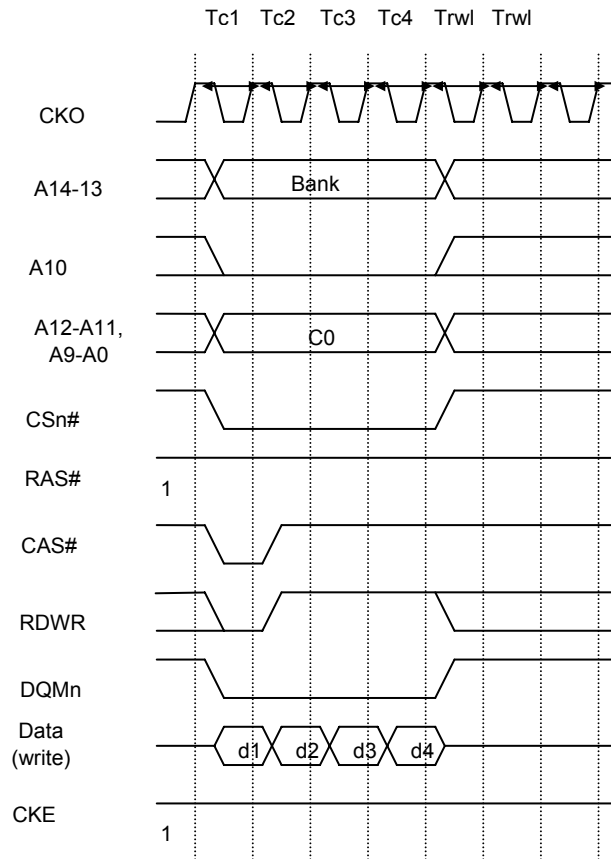 Tc1 Tc2 Tc3 Tc4 Trwl Trwl
CKO
A14-13
Bank
A10
A12-A11,
A9-A0
C0
CSn#
RAS#
1
CAS#
RDWR
DQMn
Data
(write)
d1 d2 d3 d4
CKE
1